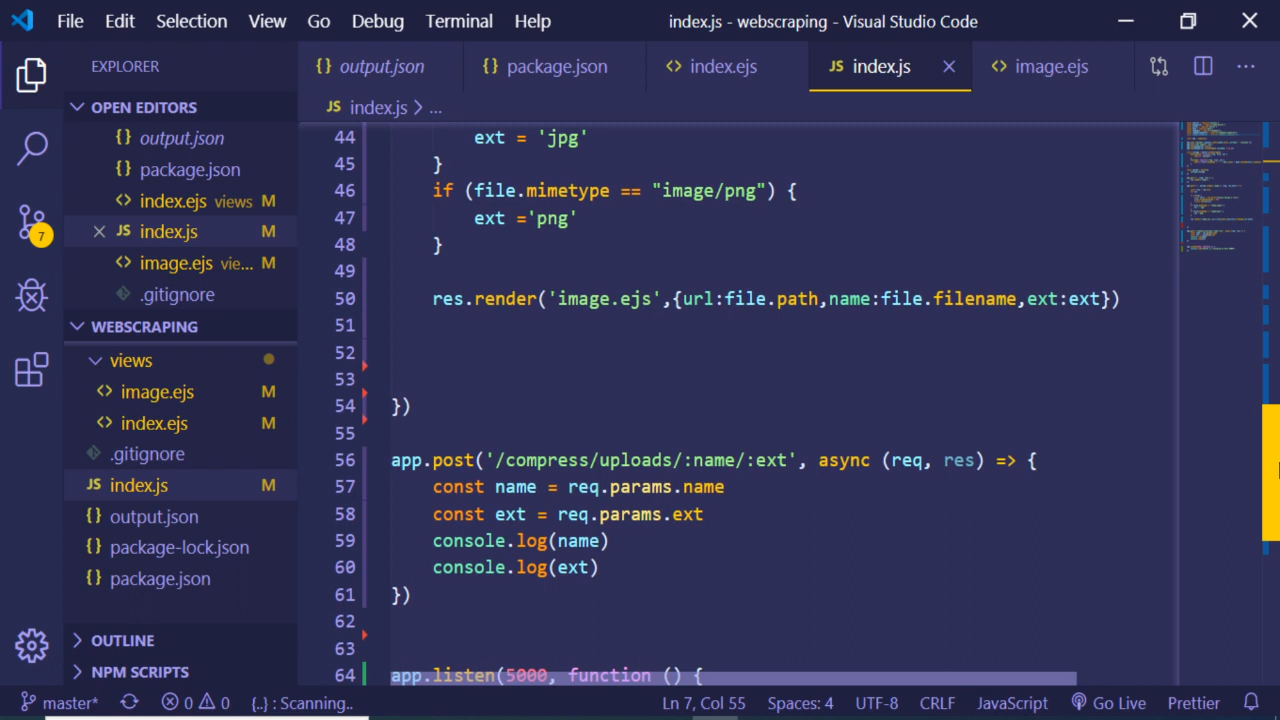 File Edit Selection View Go Debug Terminal Help index.js - webscraping - Visual Studio Code
EXPLORER
OPEN EDITORS
{} output.json
{} package.json
<> index.ejs views M
JS index.js M
<> image.ejs vie... M
.gitignore
WEBSCRAPING
views
<> image.ejs M
<> index.ejs M
.gitignore
JS index.js M
{} output.json
{} package-lock.json
{} package.json
OUTLINE
NPM SCRIPTS
7
{} output.json {} package.json <> index.ejs JS index.js <> image.ejs ...
JS index.js > ...
44 ext = 'jpg'
45 }
46 if (file.mimetype == "image/png") {
47 ext ='png'
48 }
49
50 res.render('image.ejs',{url:file.path,name:file.filename,ext:ext})
51
52
53
54 })
55
56 app.post('/compress/uploads/:name/:ext', async (req, res) => {
57 const name = req.params.name
58 const ext = req.params.ext
59 console.log(name)
60 console.log(ext)
61 })
62
63
64 app.listen(5000, function () {
master* 0 0 {..} : Scanning.. Ln 7, Col 55 Spaces: 4 UTF-8 CRLF JavaScript Go Live Prettier